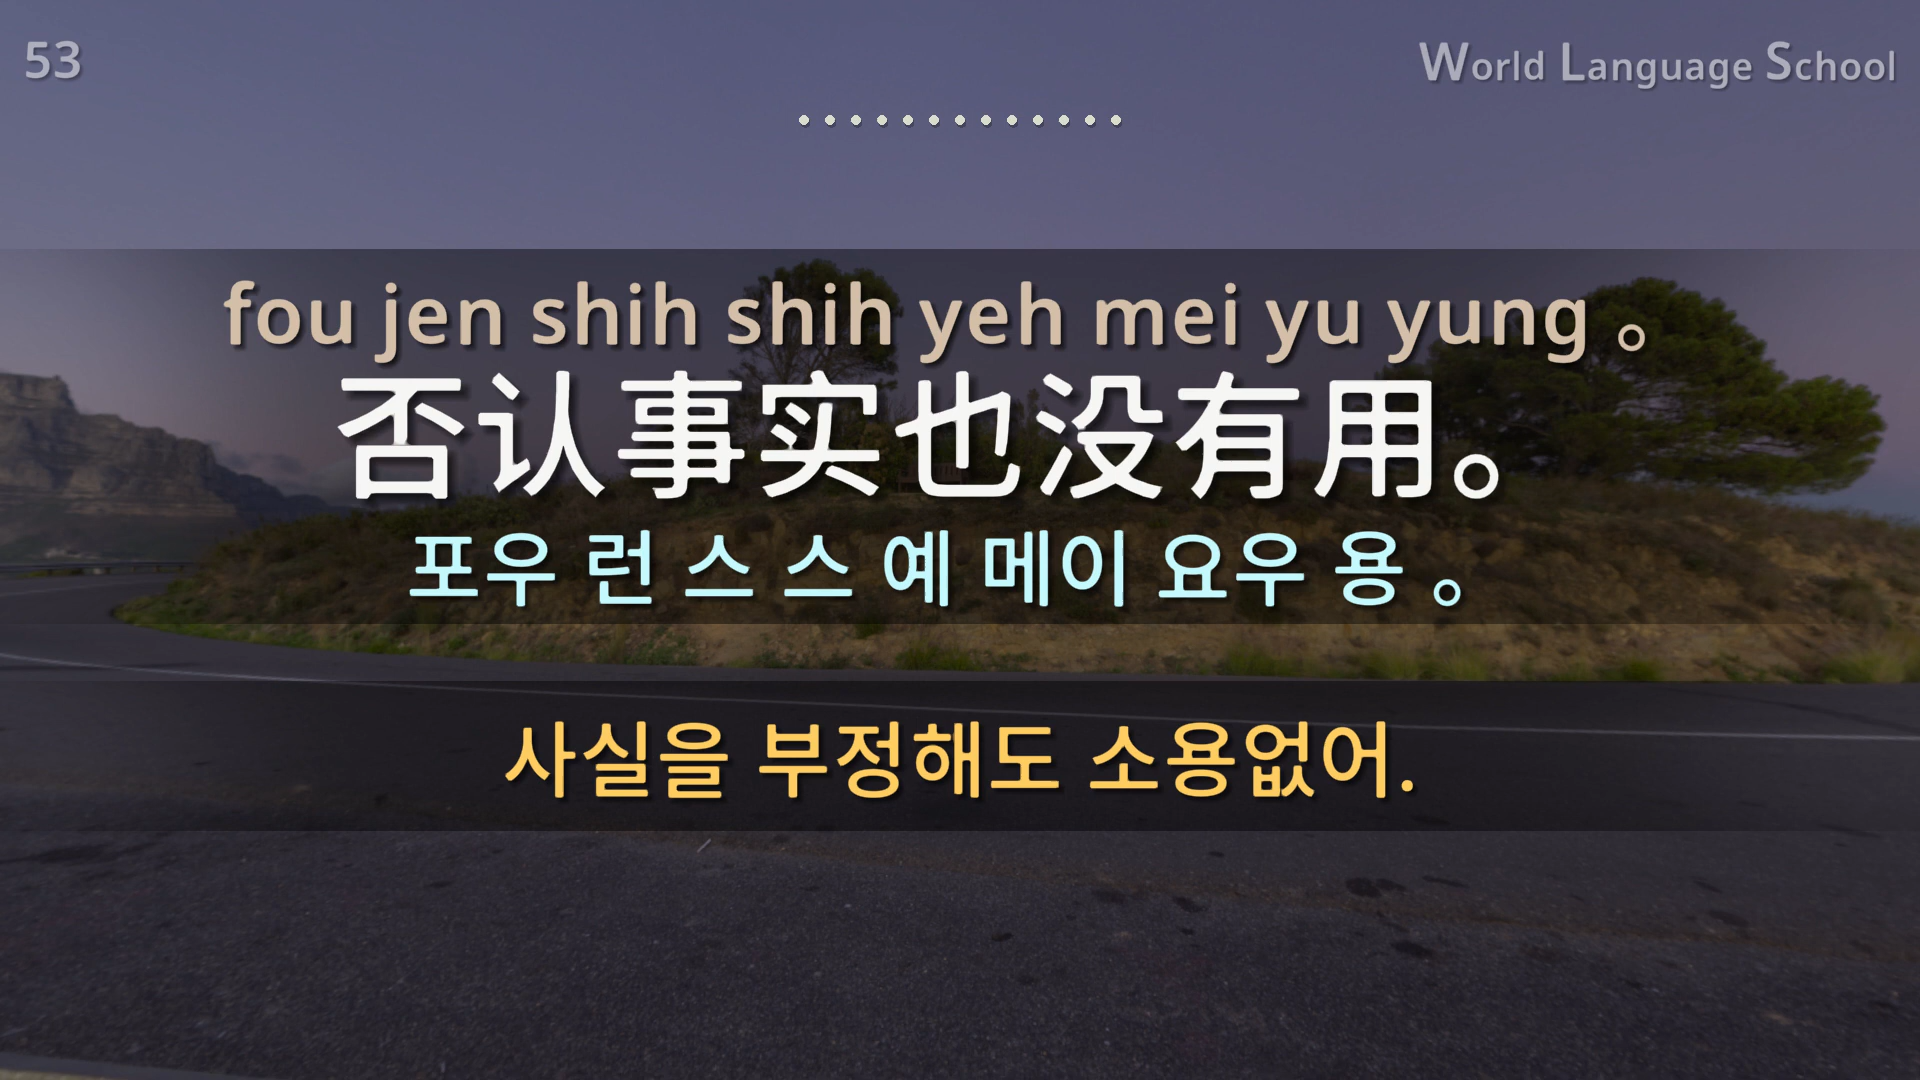 53
World Language School
fou jen shih shih yeh mei yu yung 。
否认事实也没有用。
포우 런 스 스 예 메이 요우 용 。
사실을 부정해도 소용없어.